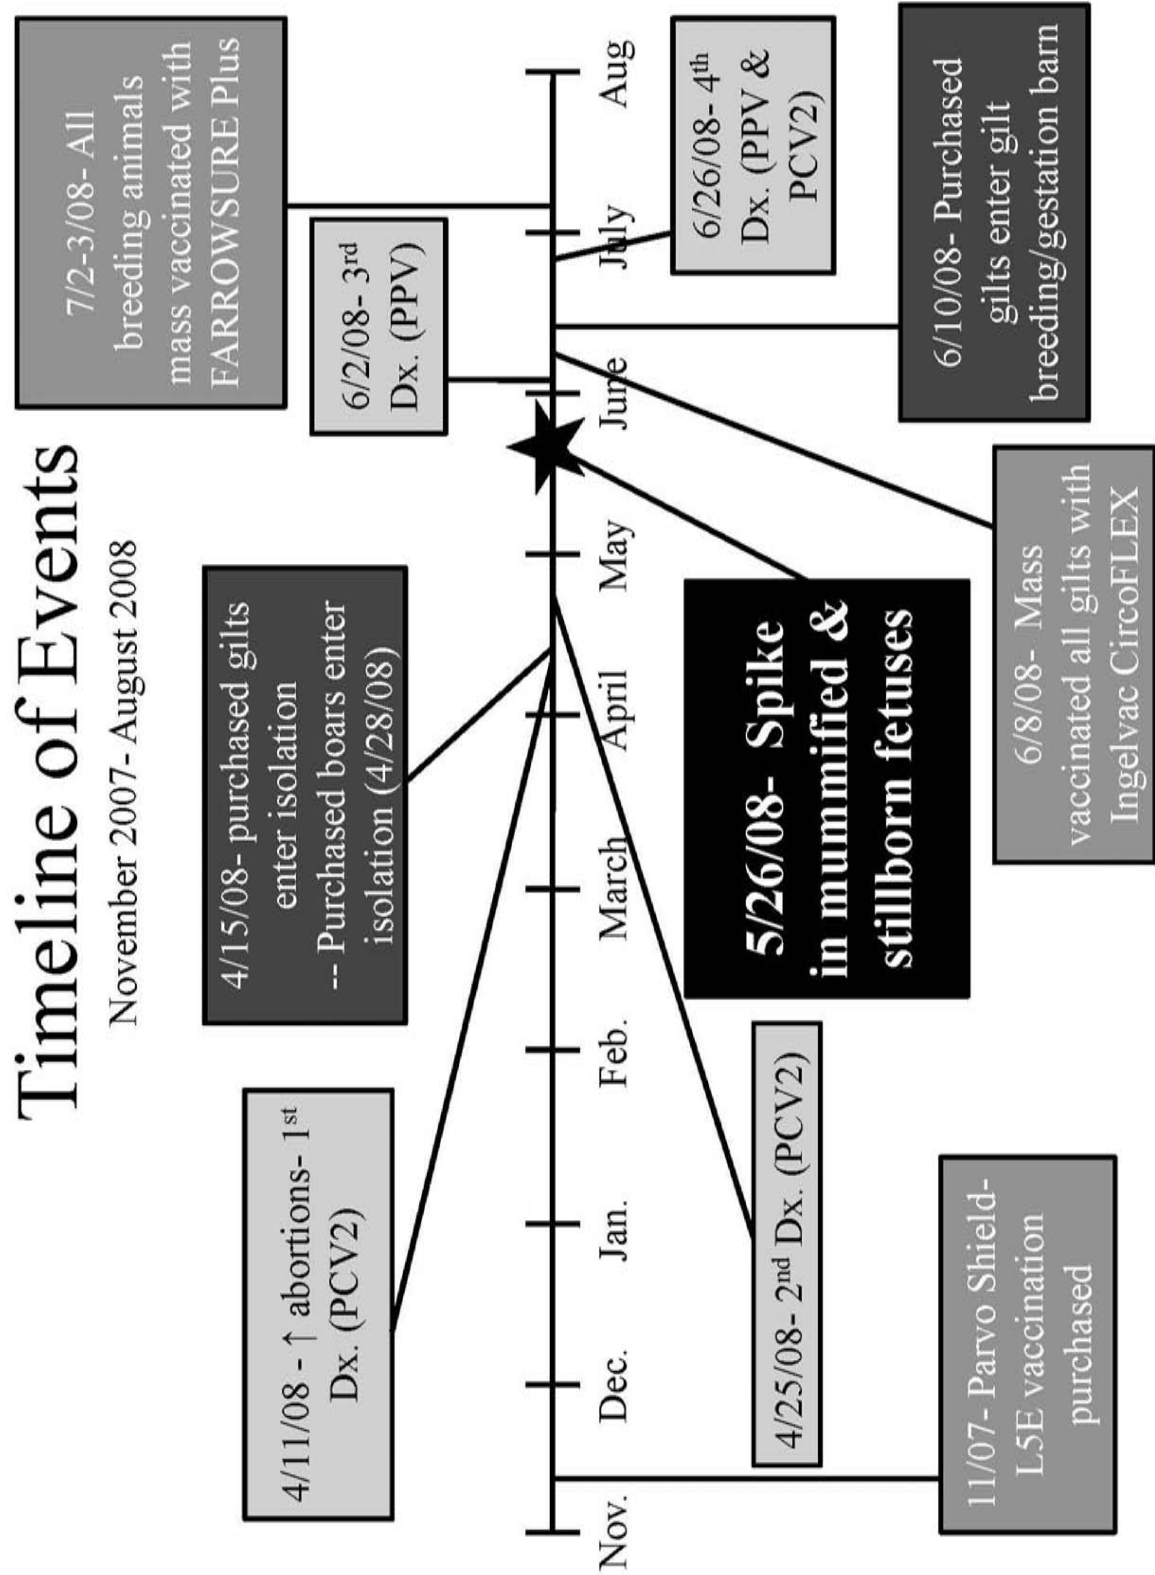 Timeline of Events
November 2007- August 2008
4/11/08 - ↑ abortions- 1st
Dx. (PCV2)
4/15/08- purchased gilts
enter isolation
-- Purchased boars enter
isolation (4/28/08)
6/2/08- 3rd
Dx. (PPV)
7/2-3/08- All
breeding animals
mass vaccinated with
FARROWSURE Plus
Nov.
Dec.
Jan.
Feb.
March
April
May
June
July
Aug
11/07- Parvo Shield-
L5E vaccination
purchased
4/25/08- 2nd Dx. (PCV2)
5/26/08- Spike
in mummified &
stillborn fetuses
6/8/08- Mass
vaccinated all gilts with
Ingelvac CircoFLEX
6/10/08- Purchased
gilts enter gilt
breeding/gestation barn
6/26/08- 4th
Dx. (PPV &
PCV2)